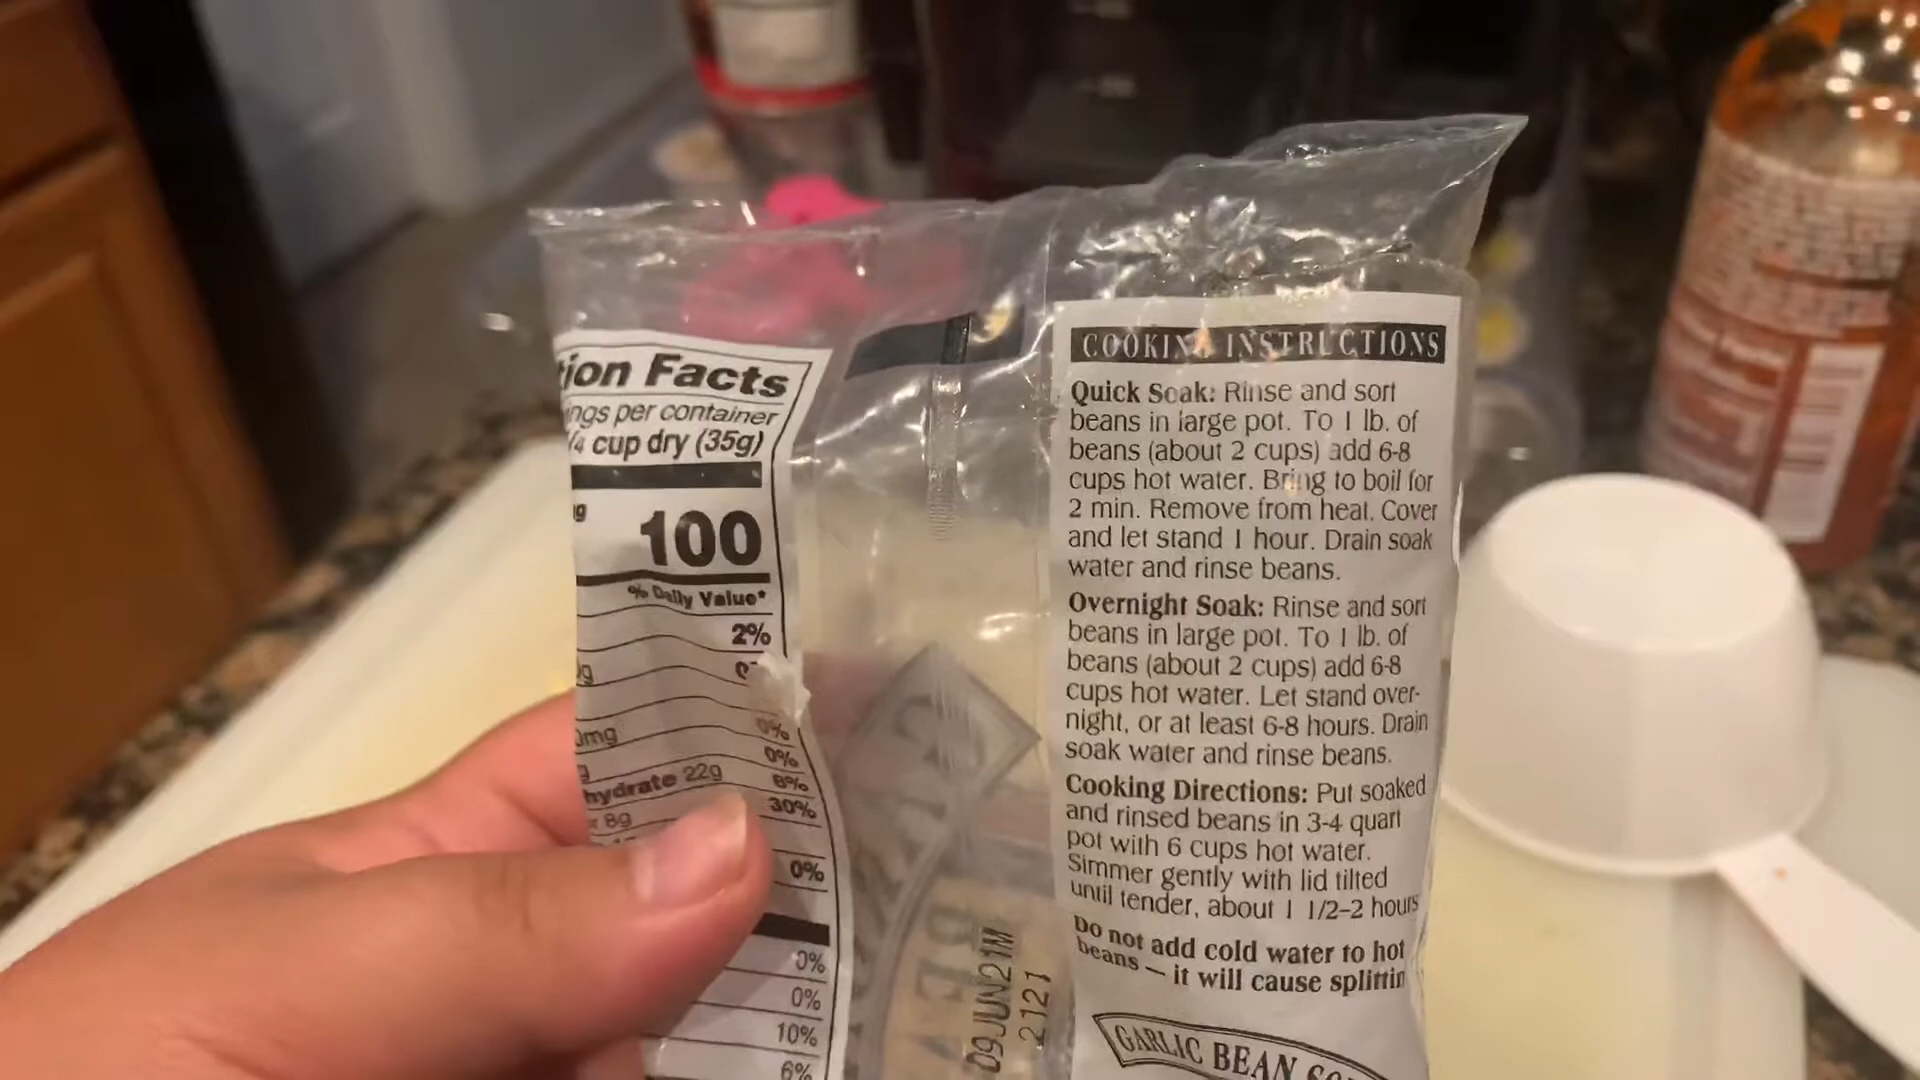 ion Facts
ings per container
1/4 cup dry (35g)
100
% Daily Value*
2%
0g
0%
0mg
0%
hydrate 22g
8%
30%
8g
0%
0%
0%
10%
6%
COOKING INSTRUCTIONS
Quick Soak: Rinse and sort
beans in large pot. To 1 lb. of
beans (about 2 cups) add 6-8
cups hot water. Bring to boil for
2 min. Remove from heat. Cover
and let stand 1 hour. Drain soak
water and rinse beans.
Overnight Soak: Rinse and sort
beans in large pot. To 1 lb. of
beans (about 2 cups) add 6-8
cups hot water. Let stand over-
night, or at least 6-8 hours. Drain
soak water and rinse beans.
Cooking Directions: Put soaked
and rinsed beans in 3-4 quart
pot with 6 cups hot water.
Simmer gently with lid tilted
until tender, about 1 1/2–2 hours
Do not add cold water to hot
beans – it will cause splittin
GARLIC BEAN
09JUN21M
2121